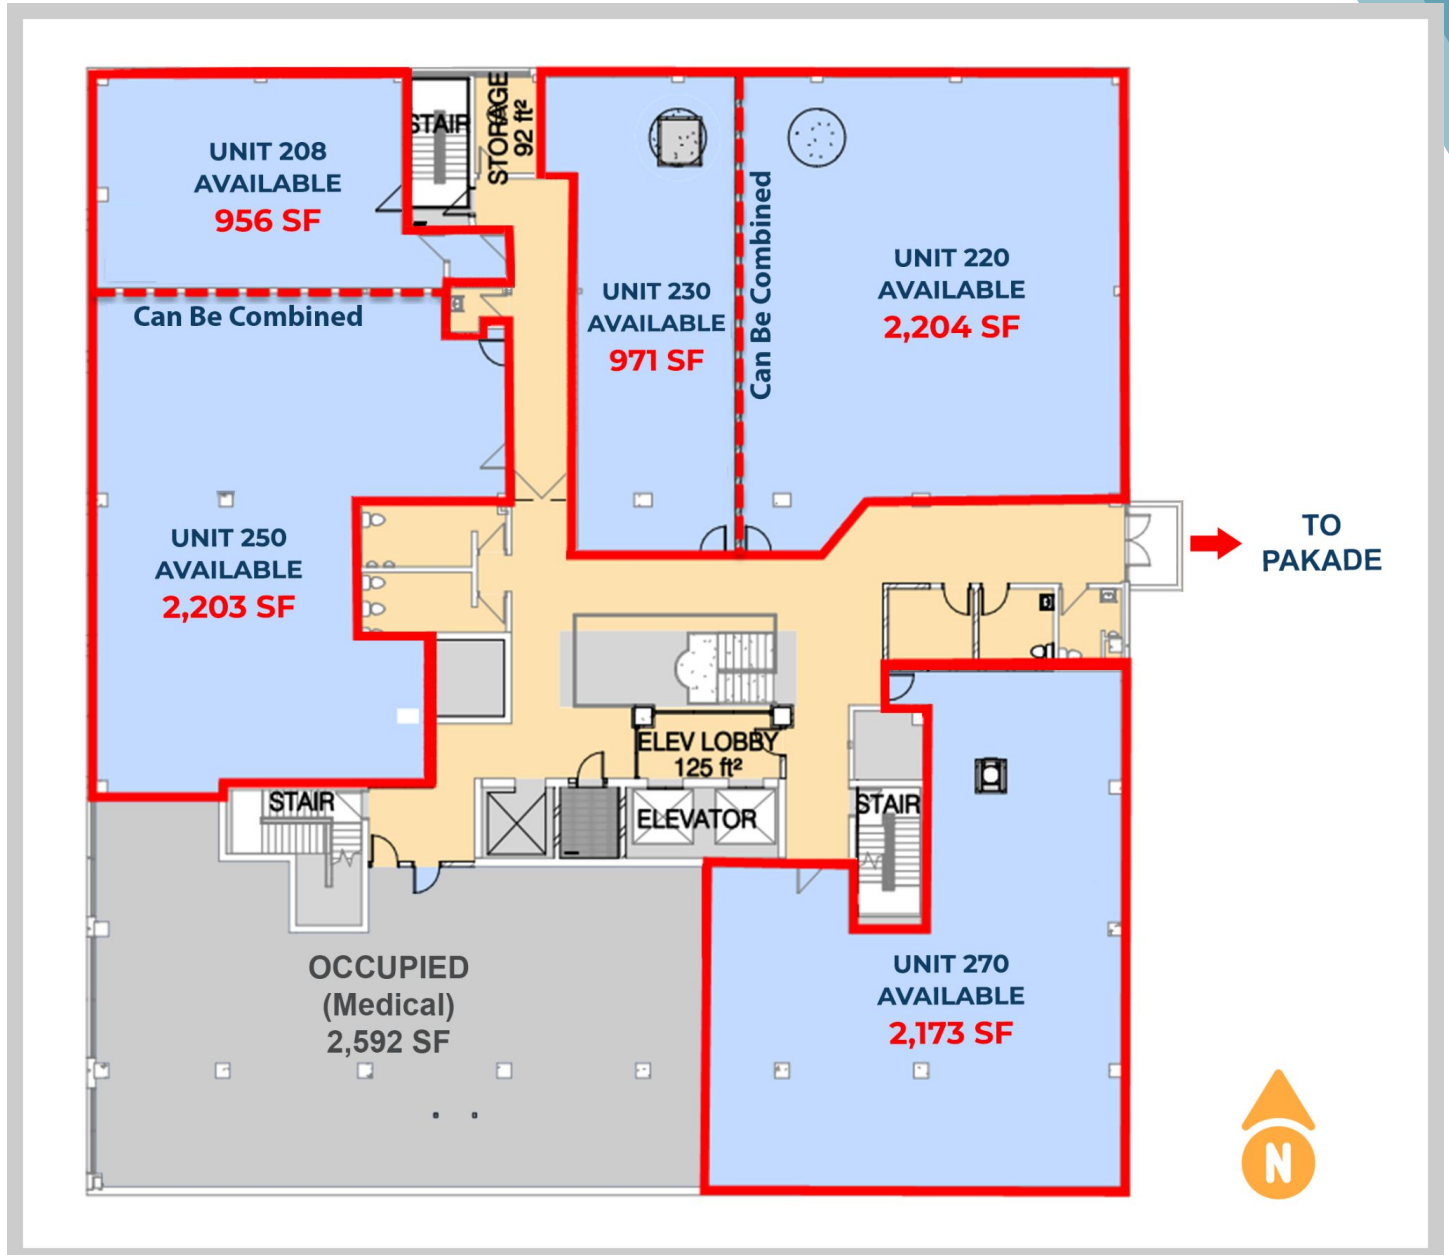 UNIT 208
AVAILABLE
956 SF
STAIR
STORAGE
92 ft²
Can Be Combined
UNIT 230
AVAILABLE
971 SF
Can Be Combined
UNIT 220
AVAILABLE
2,204 SF
UNIT 250
AVAILABLE
2,203 SF
TO
PAKADE
ELEV LOBBY
125 ft²
STAIR
ELEVATOR
STAIR
OCCUPIED
(Medical)
2,592 SF
UNIT 270
AVAILABLE
2,173 SF
N